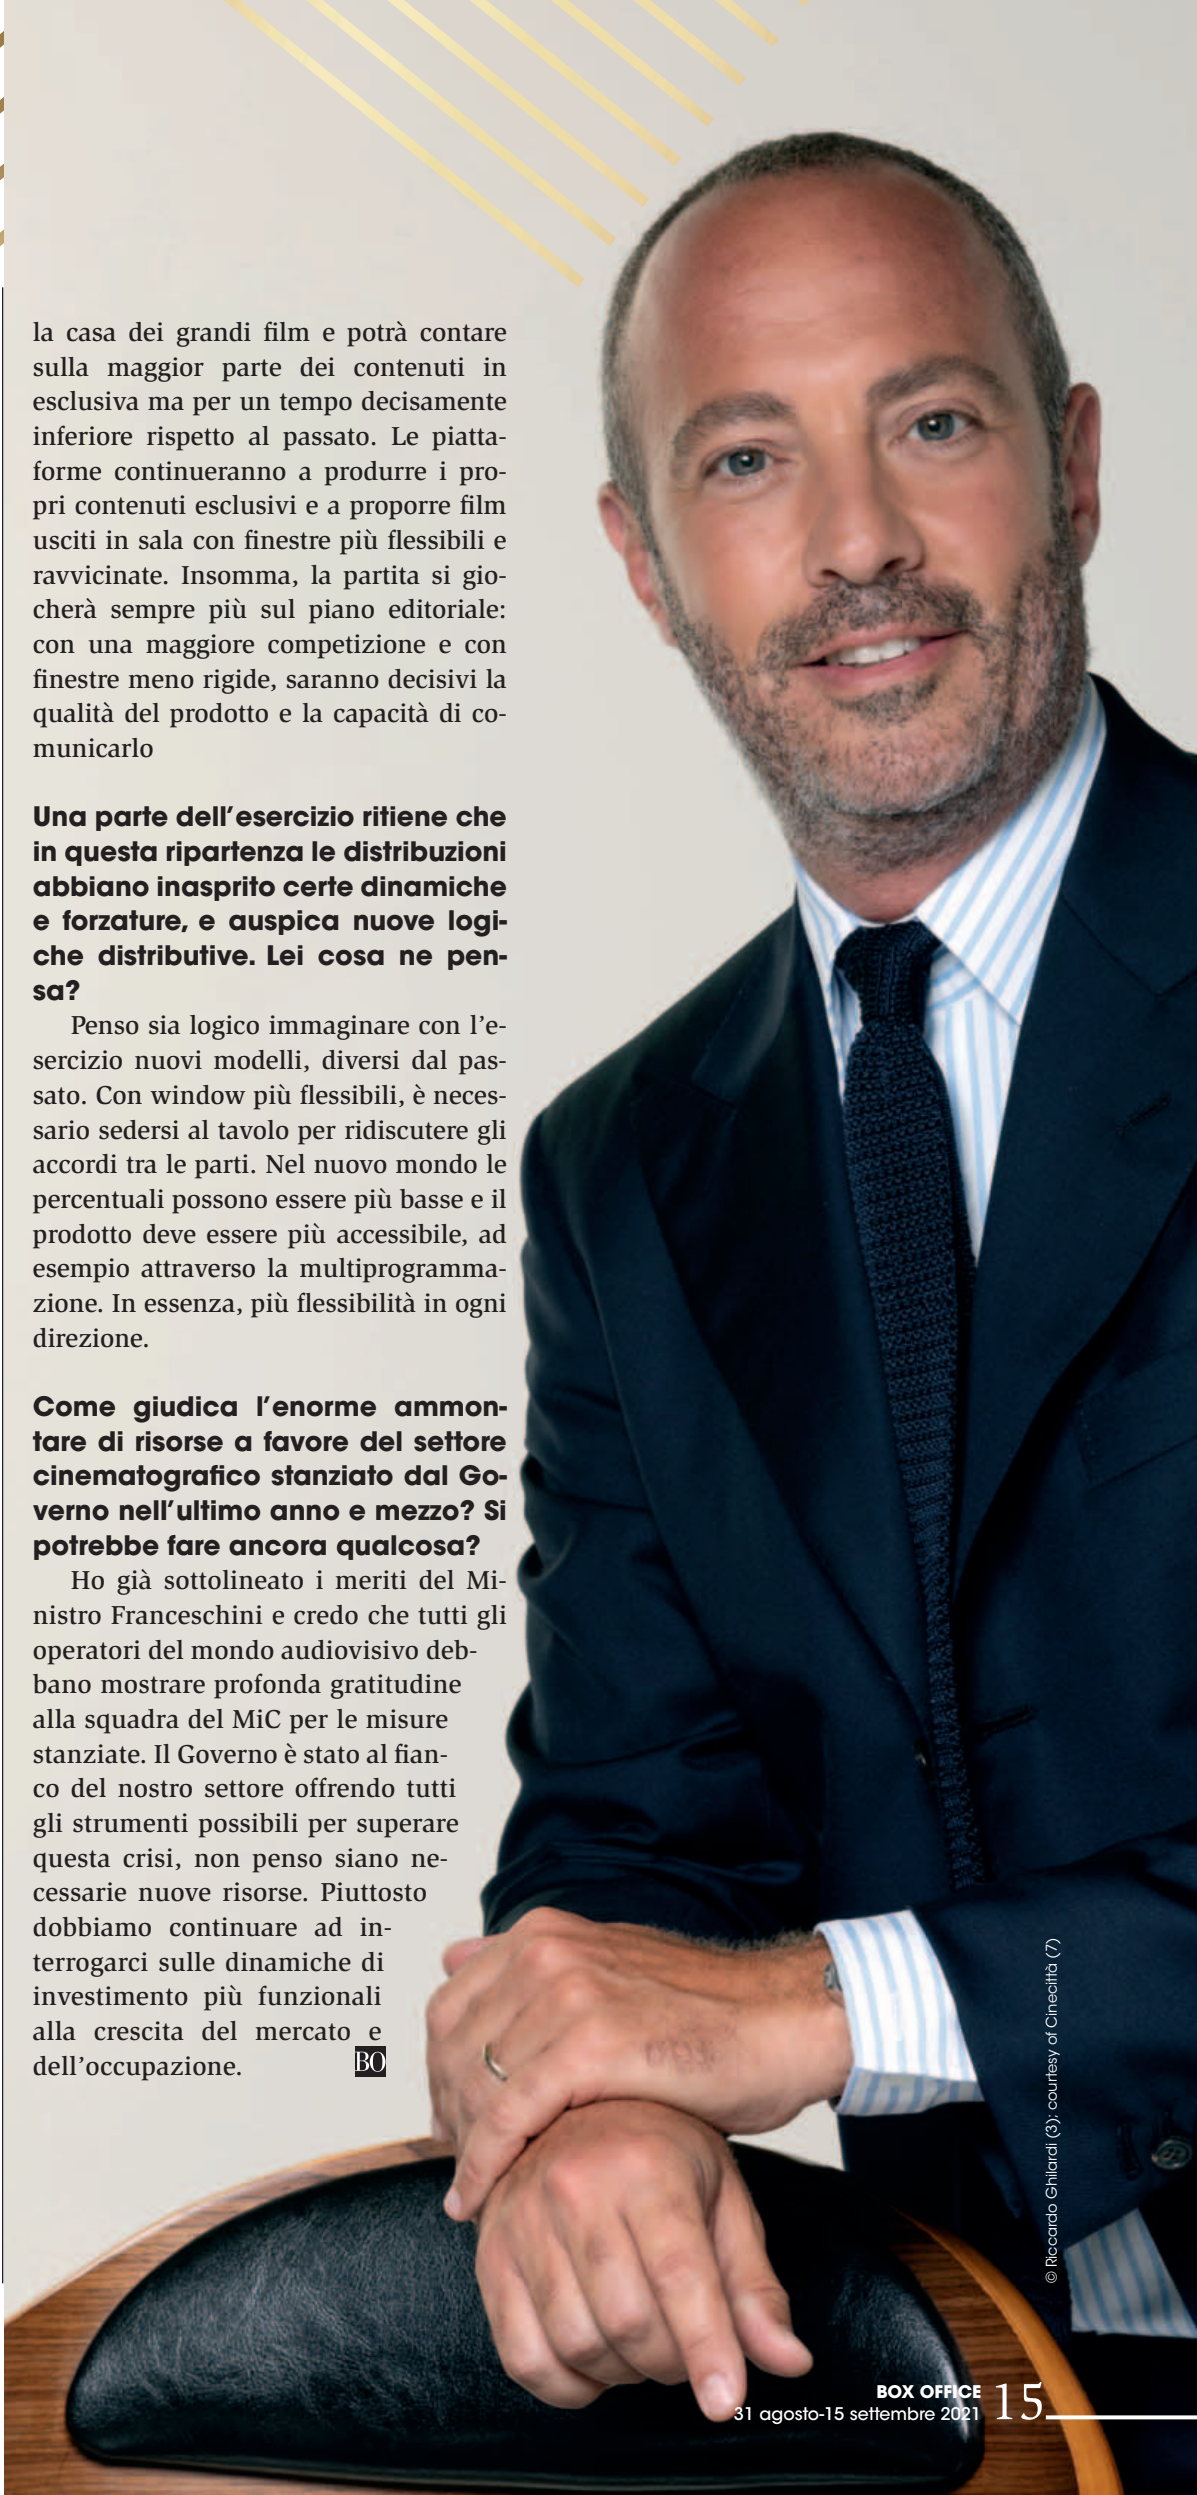 la casa dei grandi film e potrà contare
sulla maggior parte dei contenuti in
esclusiva ma per un tempo decisamente
inferiore rispetto al passato. Le piatta-
forme continueranno a produrre i pro-
pri contenuti esclusivi e a proporre film
usciti in sala con finestre più flessibili e
ravvicinate. Insomma, la partita si gio-
cherà sempre più sul piano editoriale:
con una maggiore competizione e con
finestre meno rigide, saranno decisivi la
qualità del prodotto e la capacità di co-
municarlo
Una parte dell’esercizio ritiene che
in questa ripartenza le distribuzioni
abbiano inasprito certe dinamiche
e forzature, e auspica nuove logi-
che distributive. Lei cosa ne pen-
sa?
Penso sia logico immaginare con l’e-
sercizio nuovi modelli, diversi dal pas-
sato. Con window più flessibili, è neces-
sario sedersi al tavolo per ridiscutere gli
accordi tra le parti. Nel nuovo mondo le
percentuali possono essere più basse e il
prodotto deve essere più accessibile, ad
esempio attraverso la multiprogramma-
zione. In essenza, più flessibilità in ogni
direzione.
Come giudica l’enorme ammon-
tare di risorse a favore del settore
cinematografico stanziato dal Go-
verno nell’ultimo anno e mezzo? Si
potrebbe fare ancora qualcosa?
Ho già sottolineato i meriti del Mi-
nistro Franceschini e credo che tutti gli
operatori del mondo audiovisivo deb-
bano mostrare profonda gratitudine
alla squadra del MiC per le misure
stanziate. Il Governo è stato al fian-
co del nostro settore offrendo tutti
gli strumenti possibili per superare
questa crisi, non penso siano ne-
cessarie nuove risorse. Piuttosto
dobbiamo continuare ad in-
terrogarci sulle dinamiche di
investimento più funzionali
alla crescita del mercato e
dell’occupazione. BO
© Riccardo Ghilardi (3); courtesy of Cinecittà (7)
BOX OFFICE
31 agosto-15 settembre 2021 15